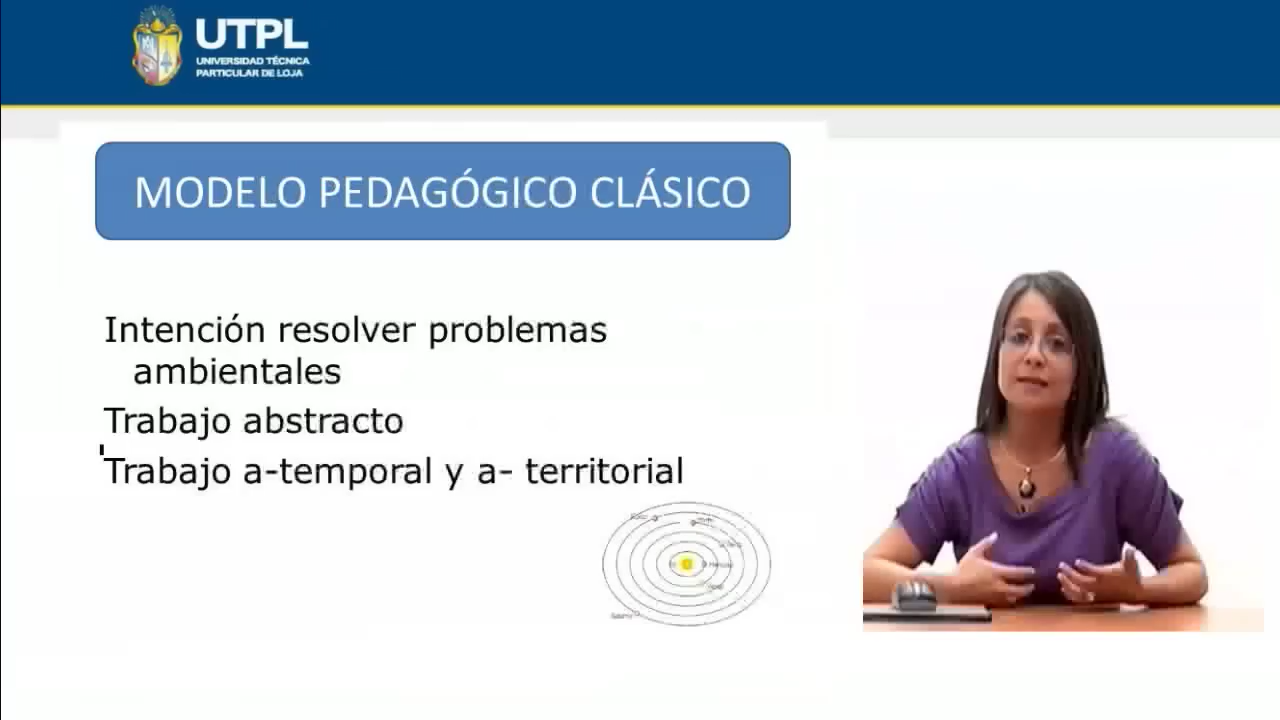 UTPL
UNIVERSIDAD TÉCNICA
PARTICULAR DE LOJA
MODELO PEDAGÓGICO CLÁSICO
Intención resolver problemas
ambientales
Trabajo abstracto
Trabajo a-temporal y a- territorial